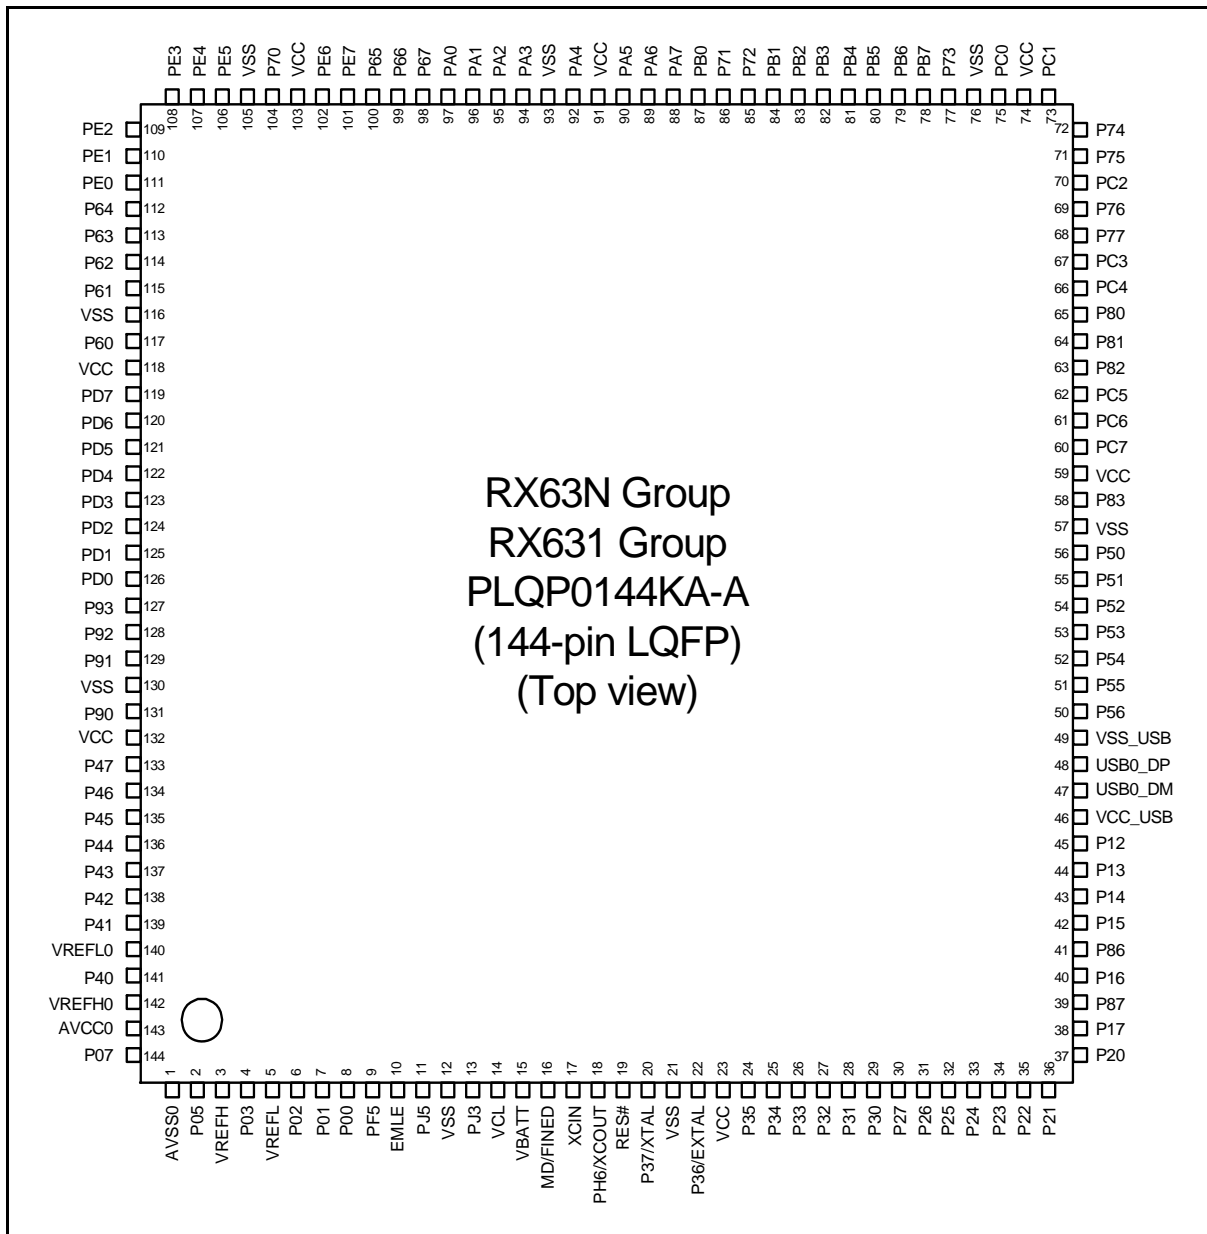 PE3 PE4 PE5 VSS P70 VCC PE6 PE7 P65 P66 P67 PA0 PA1 PA2 PA3 VSS PA4 VCC PA5 PA6 PA7 PB0 P71 P72 PB1 PB2 PB3 PB4 PB5 PB6 PB7 P73 VSS PC0 VCC PC1
108 107 106 105 104 103 102 101 100 99 98 97 96 95 94 93 92 91 90 89 88 87 86 85 84 83 82 81 80 79 78 77 76 75 74 73
PE2 109 72 P74
PE1 110 71 P75
PE0 111 70 PC2
P64 112 69 P76
P63 113 68 P77
P62 114 67 PC3
P61 115 66 PC4
VSS 116 65 P80
P60 117 64 P81
VCC 118 63 P82
PD7 119 62 PC5
PD6 120 61 PC6
PD5 121 60 PC7
PD4 122 59 VCC
PD3 123 58 P83
PD2 124 57 VSS
PD1 125 56 P50
PD0 126 55 P51
P93 127 54 P52
P92 128 53 P53
P91 129 52 P54
VSS 130 51 P55
P90 131 50 P56
VCC 132 49 VSS_USB
P47 133 48 USB0_DP
P46 134 47 USB0_DM
P45 135 46 VCC_USB
P44 136 45 P12
P43 137 44 P13
P42 138 43 P14
P41 139 42 P15
VREFL0 140 41 P86
P40 141 40 P16
VREFH0 142 39 P87
AVCC0 143 38 P17
P07 144 37 P20
RX63N Group
RX631 Group
PLQP0144KA-A
(144-pin LQFP)
(Top view)
1 2 3 4 5 6 7 8 9 10 11 12 13 14 15 16 17 18 19 20 21 22 23 24 25 26 27 28 29 30 31 32 33 34 35 36
AVSS0 P05 VREFH P03 VREFL P02 P01 P00 PF5 EMLE PJ5 VSS PJ3 VCL VBATT MD/FINED XCIN PH6/XCOUT RES# P37/XTAL VSS P36/EXTAL VCC P35 P34 P33 P32 P31 P30 P27 P26 P25 P24 P23 P22 P21